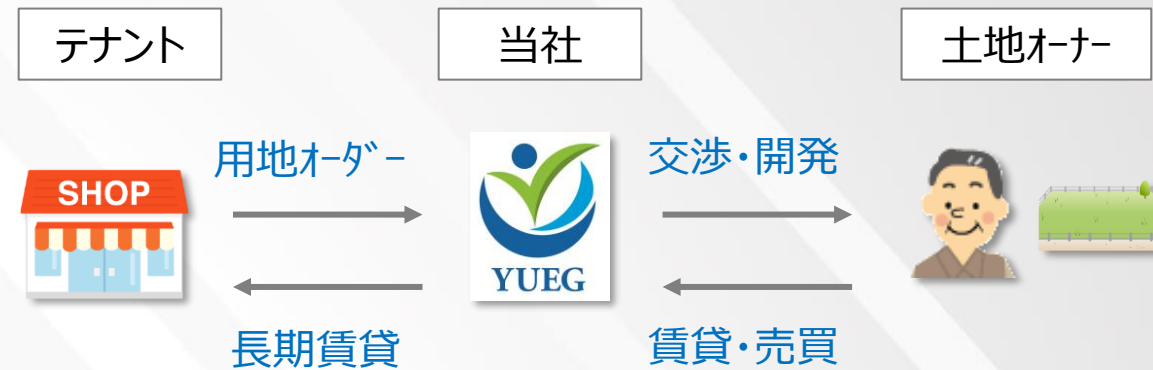 テナント
当社
土地ｵｰﾅｰ
用地ｵｰﾀﾞｰ
交渉･開発
SHOP
YUEG
長期賃貸
賃貸･売買